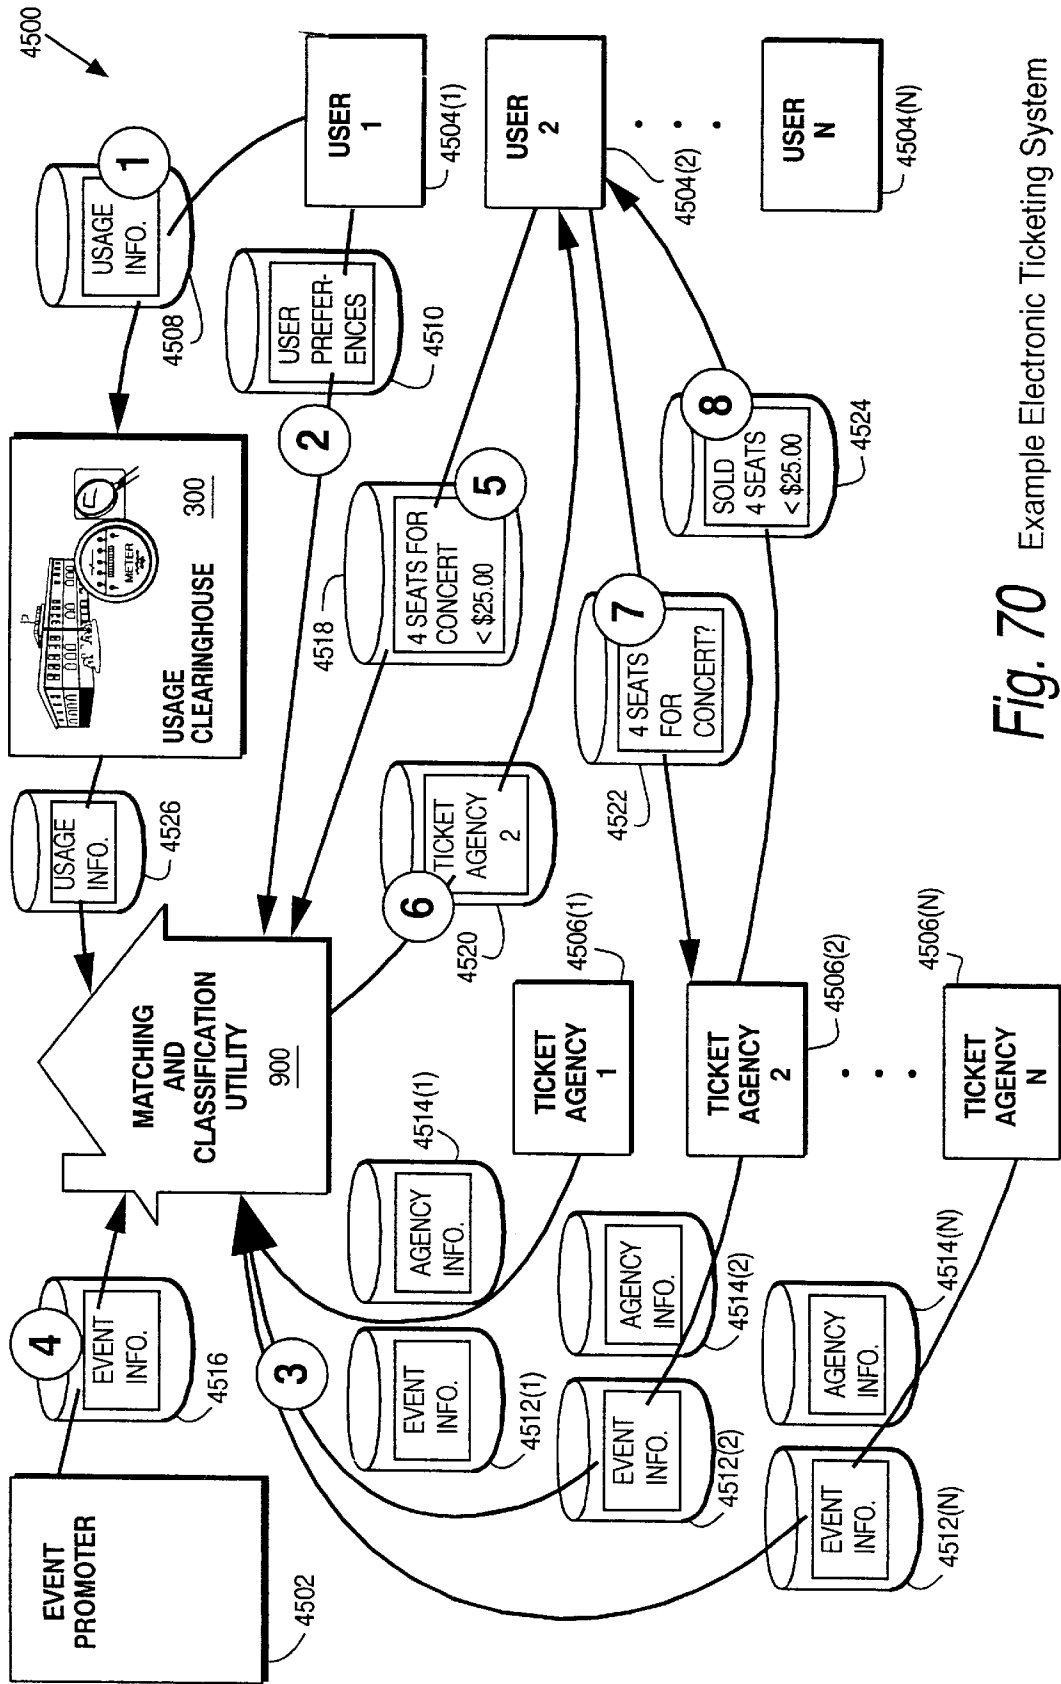 4500
EVENT
PROMOTER
4502
4
EVENT
INFO.
4516
MATCHING
AND
CLASSIFICATION
UTILITY
900
USAGE
INFO.
4526
METER
300
USAGE
CLEARINGHOUSE
1
USAGE
INFO.
4508
USER
1
4504(1)
2
USER
PREFER-
ENCES
4510
3
EVENT
INFO.
4512(1)
AGENCY
INFO.
4514(1)
TICKET
AGENCY
1
4506(1)
4518
5
4 SEATS FOR
CONCERT
< $25.00
6
TICKET
AGENCY
2
4520
USER
2
4504(2)
EVENT
INFO.
4512(2)
AGENCY
INFO.
4514(2)
TICKET
AGENCY
2
4506(2)
7
4 SEATS
FOR
CONCERT?
4522
8
SOLD
4 SEATS
< $25.00
4524
USER
N
4504(N)
EVENT
INFO.
4512(N)
AGENCY
INFO.
4514(N)
TICKET
AGENCY
N
4506(N)
Fig. 70 Example Electronic Ticketing System